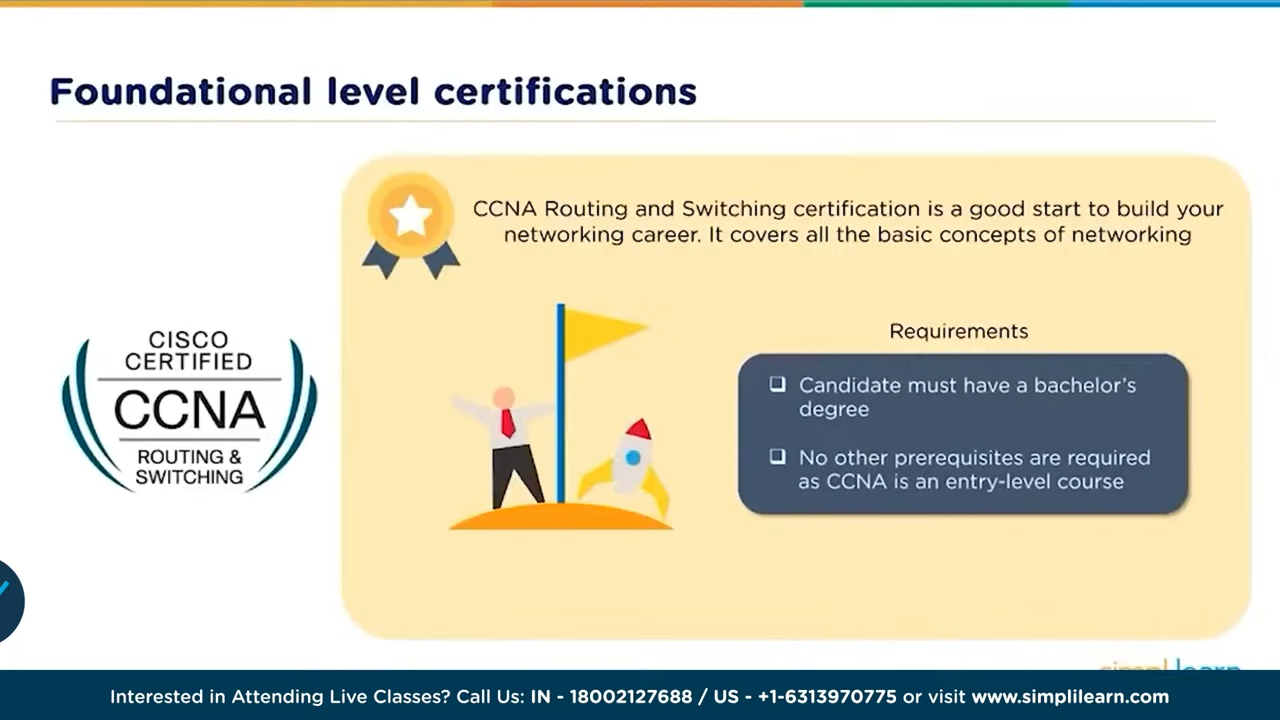 Foundational level certifications
CCNA Routing and Switching certification is a good start to build your
networking career. It covers all the basic concepts of networking
CISCO
CERTIFIED
CCNA
ROUTING &
SWITCHING
Requirements
❑ Candidate must have a bachelor's
degree
❑ No other prerequisites are required
as CCNA is an entry-level course
simplilearn
Interested in Attending Live Classes? Call Us: IN - 18002127688 / US - +1-6313970775 or visit www.simplilearn.com